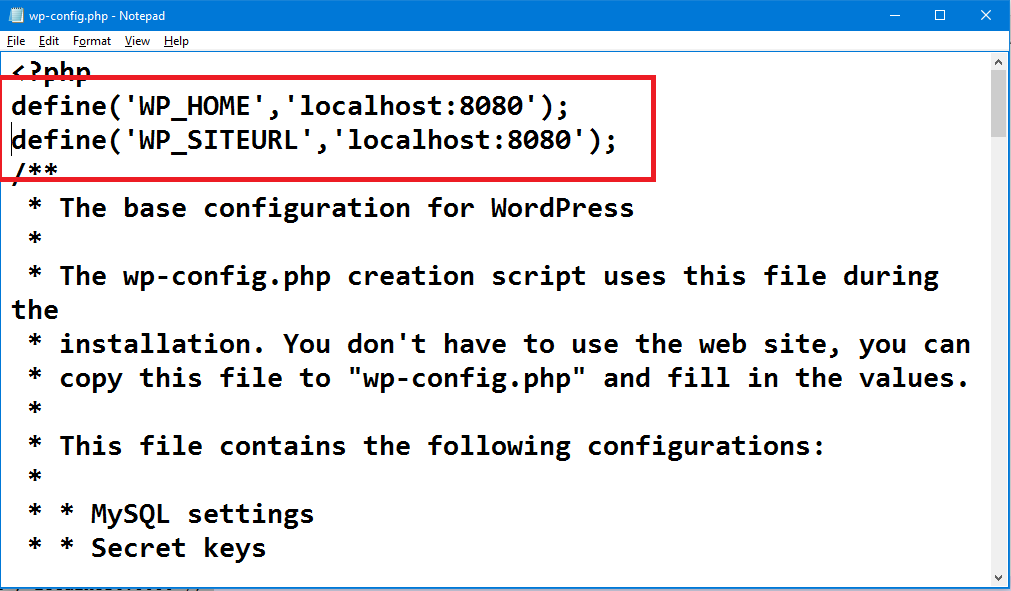 wp-config.php - Notepad
File Edit Format View Help
<?php
define('WP_HOME','localhost:8080');
define('WP_SITEURL','localhost:8080');
/**
 * The base configuration for WordPress
 *
 * The wp-config.php creation script uses this file during
the
 * installation. You don't have to use the web site, you can
 * copy this file to "wp-config.php" and fill in the values.
 *
 * This file contains the following configurations:
 *
 * * MySQL settings
 * * Secret keys